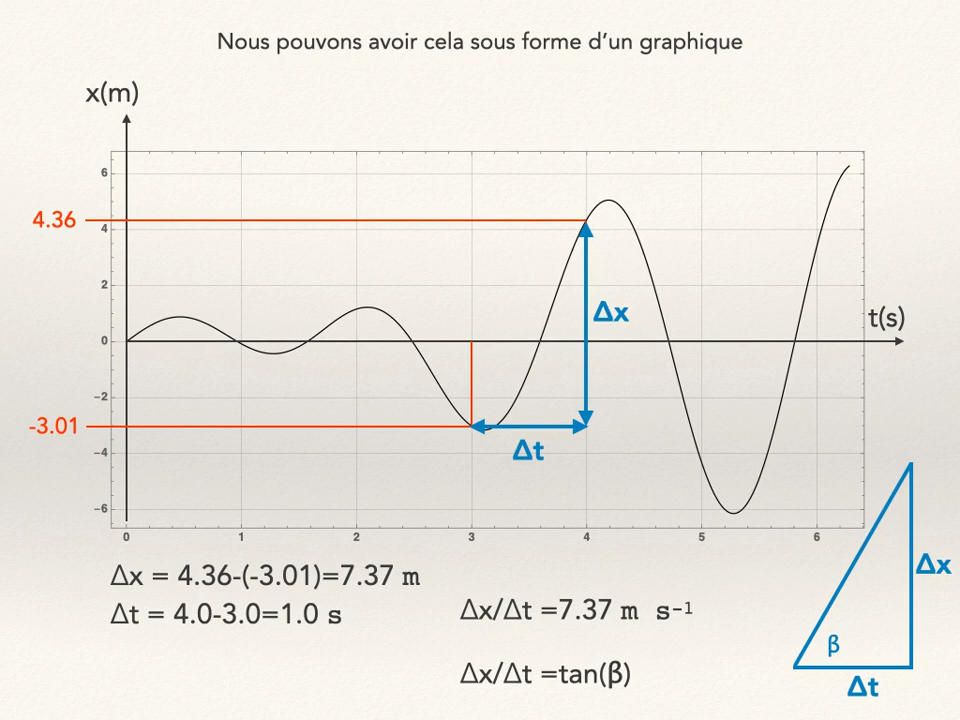 Nous pouvons avoir cela sous forme d’un graphique
x(m)
6
4.36
4
2
Δx
t(s)
0
-2
-3.01
Δt
-4
-6
0 1 2 3 4 5 6
Δx = 4.36-(-3.01)=7.37 m
Δt = 4.0-3.0=1.0 s
Δx/Δt =7.37 m s-1
Δx/Δt =tan(β)
Δx
β
Δt